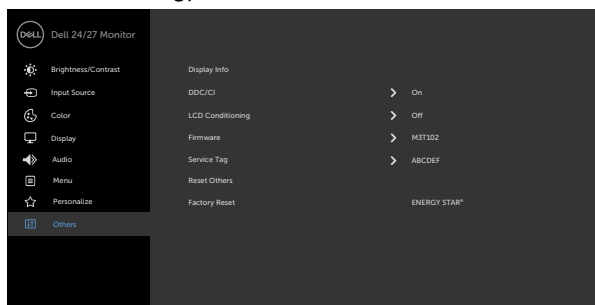 DELL Dell 24/27 Monitor
Brightness/Contrast Display Info
Input Source DDC/CI On
Color LCD Conditioning Off
Display Firmware M3T102
Audio Service Tag ABCDEF
Menu Reset Others
Personalize Factory Reset ENERGY STAR®
Others